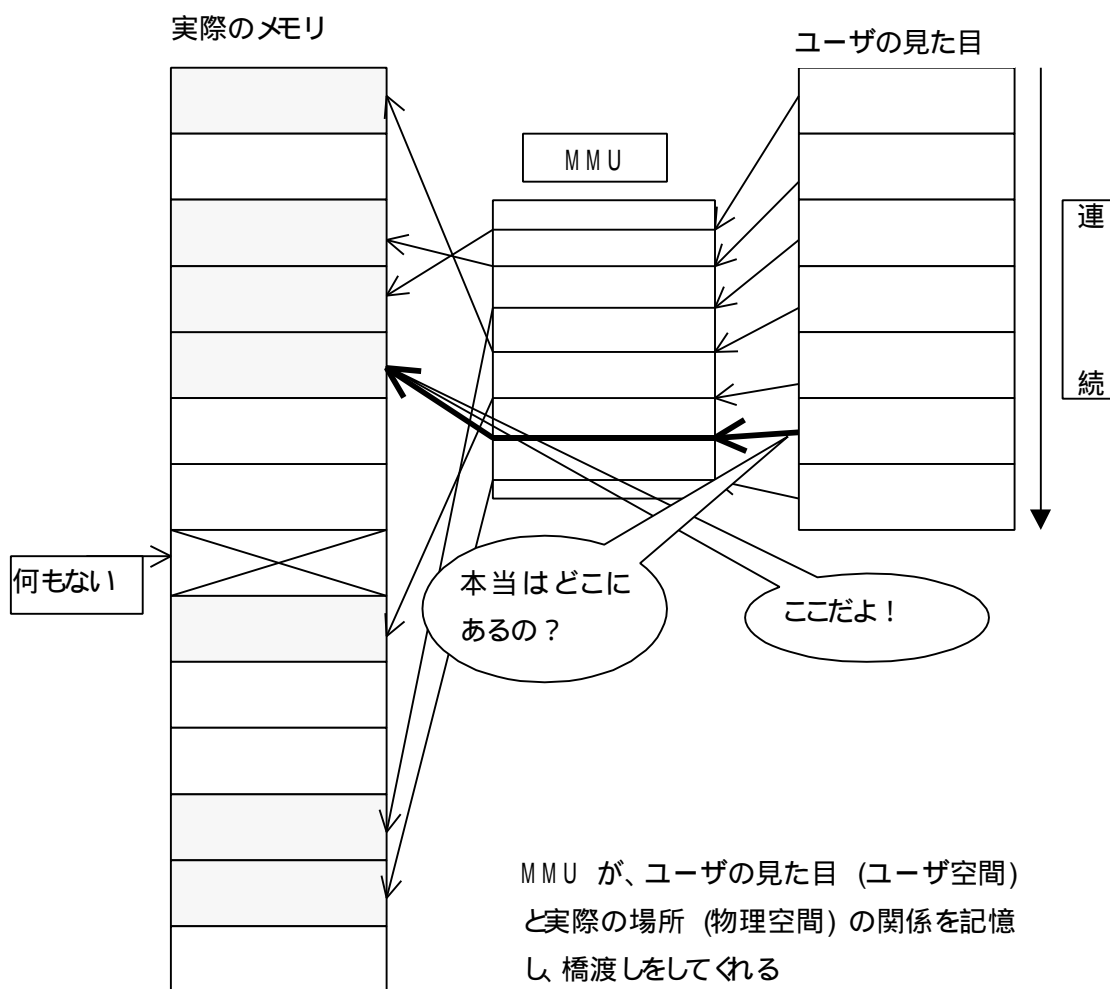 実際のメモリ
ユーザの見た目
MMU
連
続
何もない
本当はどこに
あるの？
ここだよ！
MMU が、ユーザの見た目 (ユーザ空間)
と実際の場所 (物理空間) の関係を記憶
し、橋渡しをしてくれる